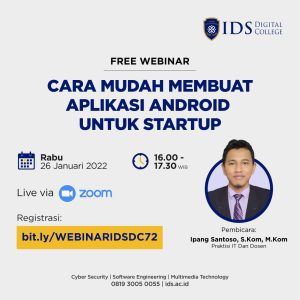 IDS DIGITAL
COLLEGE
FREE WEBINAR
CARA MUDAH MEMBUAT
APLIKASI ANDROID
UNTUK STARTUP
Rabu
26 Januari 2022
16.00 -
17.30 WIB
Live via zoom
Registrasi:
bit.ly/WEBINARIDSDC72
Pembicara:
Ipang Santoso, S.Kom, M.Kom
Praktisi IT Dan Dosen
Cyber Security | Software Engineering | Multimedia Technology
0819 3005 0055 | ids.ac.id